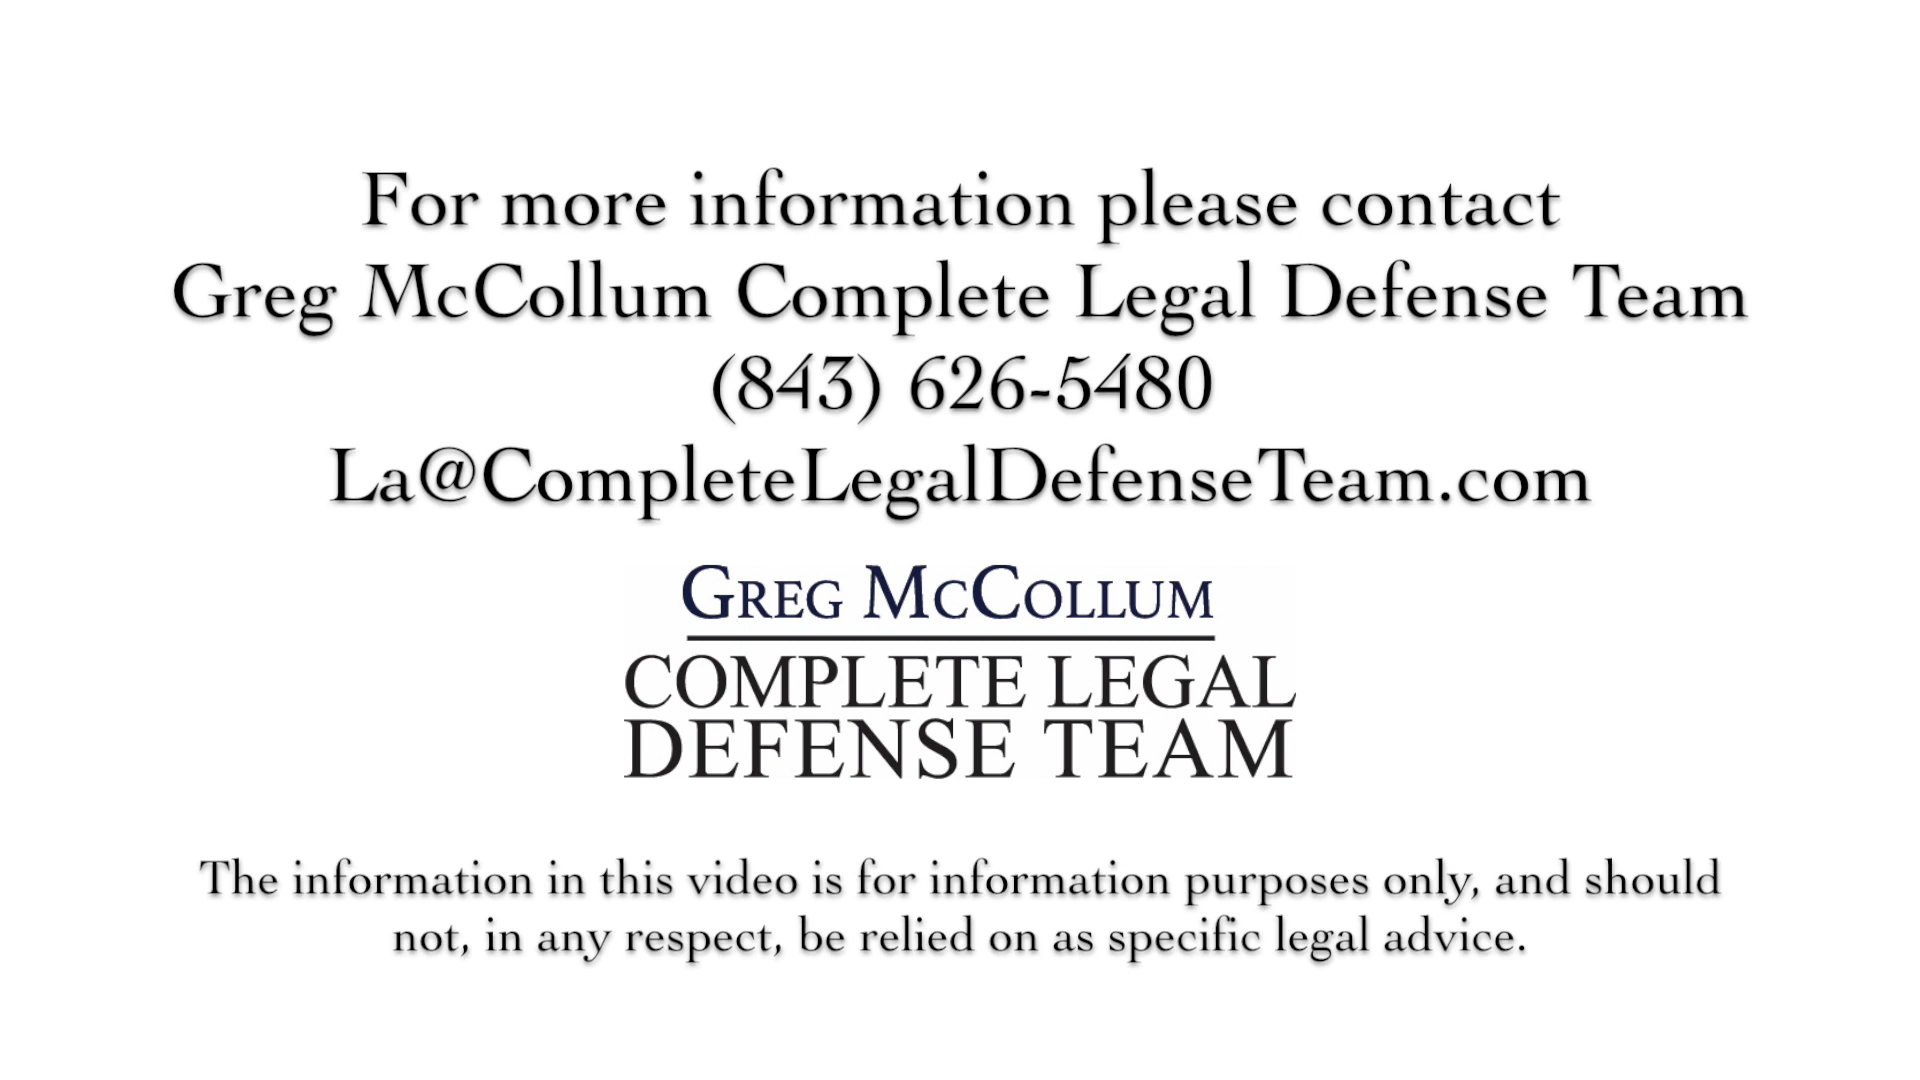 For more information please contact
Greg McCollum Complete Legal Defense Team
(843) 626-5480
La@CompleteLegalDefenseTeam.com
GREG MCCOLLUM
COMPLETE LEGAL
DEFENSE TEAM
The information in this video is for information purposes only, and should
not, in any respect, be relied on as specific legal advice.